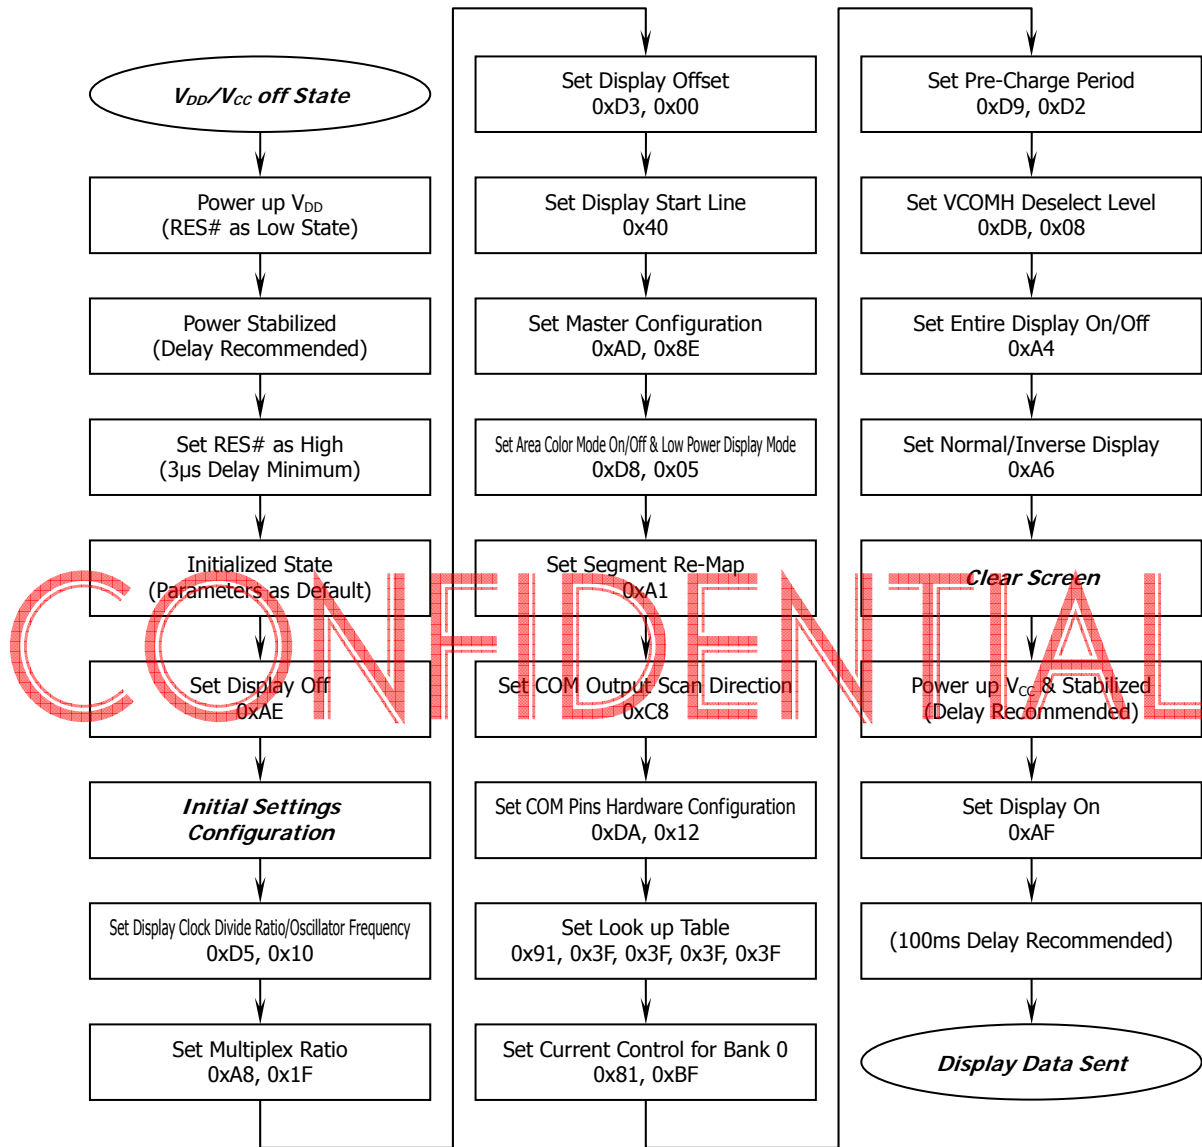 VDD/VCC off State
Power up VDD
(RES# as Low State)
Power Stabilized
(Delay Recommended)
Set RES# as High
(3μs Delay Minimum)
Initialized State
(Parameters as Default)
Set Display Off
0xAE
Initial Settings
Configuration
Set Display Clock Divide Ratio/Oscillator Frequency
0xD5, 0x10
Set Multiplex Ratio
0xA8, 0x1F
Set Display Offset
0xD3, 0x00
Set Display Start Line
0x40
Set Master Configuration
0xAD, 0x8E
Set Area Color Mode On/Off & Low Power Display Mode
0xD8, 0x05
Set Segment Re-Map
0xA1
Set COM Output Scan Direction
0xC8
Set COM Pins Hardware Configuration
0xDA, 0x12
Set Look up Table
0x91, 0x3F, 0x3F, 0x3F, 0x3F
Set Current Control for Bank 0
0x81, 0xBF
Set Pre-Charge Period
0xD9, 0xD2
Set VCOMH Deselect Level
0xDB, 0x08
Set Entire Display On/Off
0xA4
Set Normal/Inverse Display
0xA6
Clear Screen
Power up VCC & Stabilized
(Delay Recommended)
Set Display On
0xAF
(100ms Delay Recommended)
Display Data Sent
CONFIDENTIAL